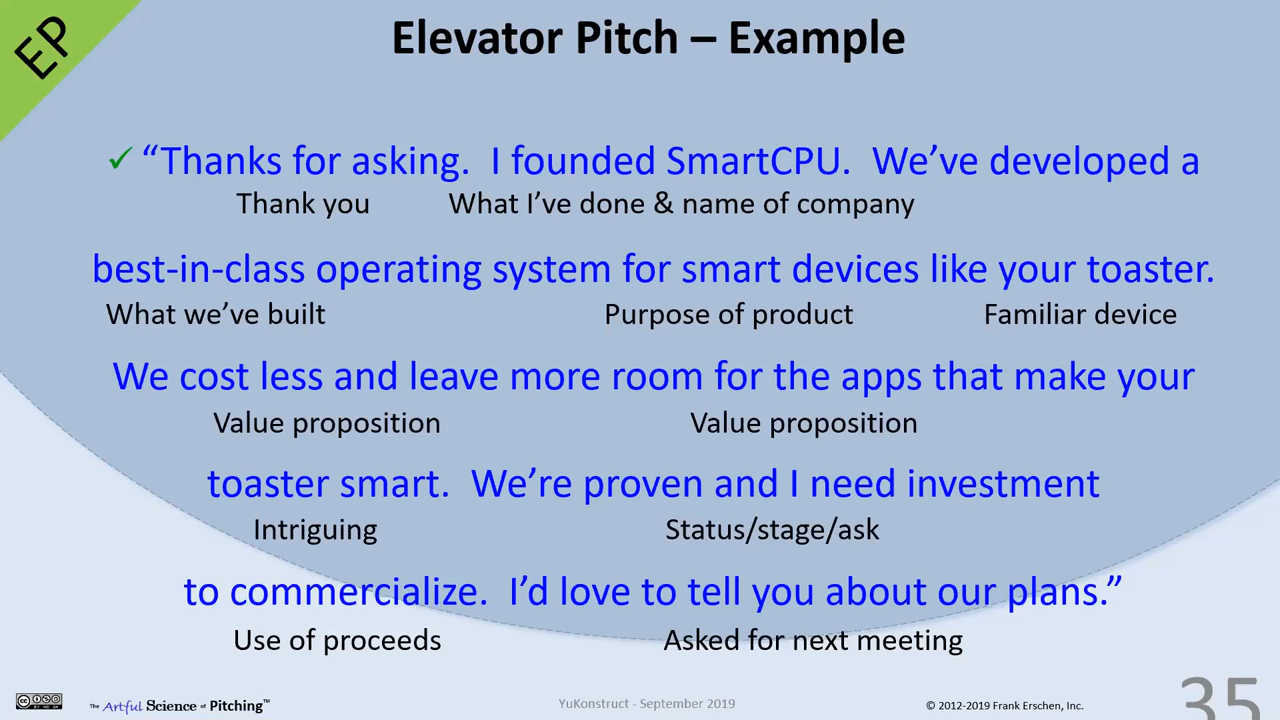 EP
Elevator Pitch – Example
✓ “Thanks for asking.  I founded SmartCPU.  We’ve developed a
Thank you What I’ve done & name of company
best-in-class operating system for smart devices like your toaster.
What we’ve built Purpose of product Familiar device
We cost less and leave more room for the apps that make your
Value proposition Value proposition
toaster smart.  We’re proven and I need investment
Intriguing Status/stage/ask
to commercialize.  I’d love to tell you about our plans.”
Use of proceeds Asked for next meeting
The Artful Science of Pitching™ YuKonstruct - September 2019 © 2012-2019 Frank Erschen, Inc. 35